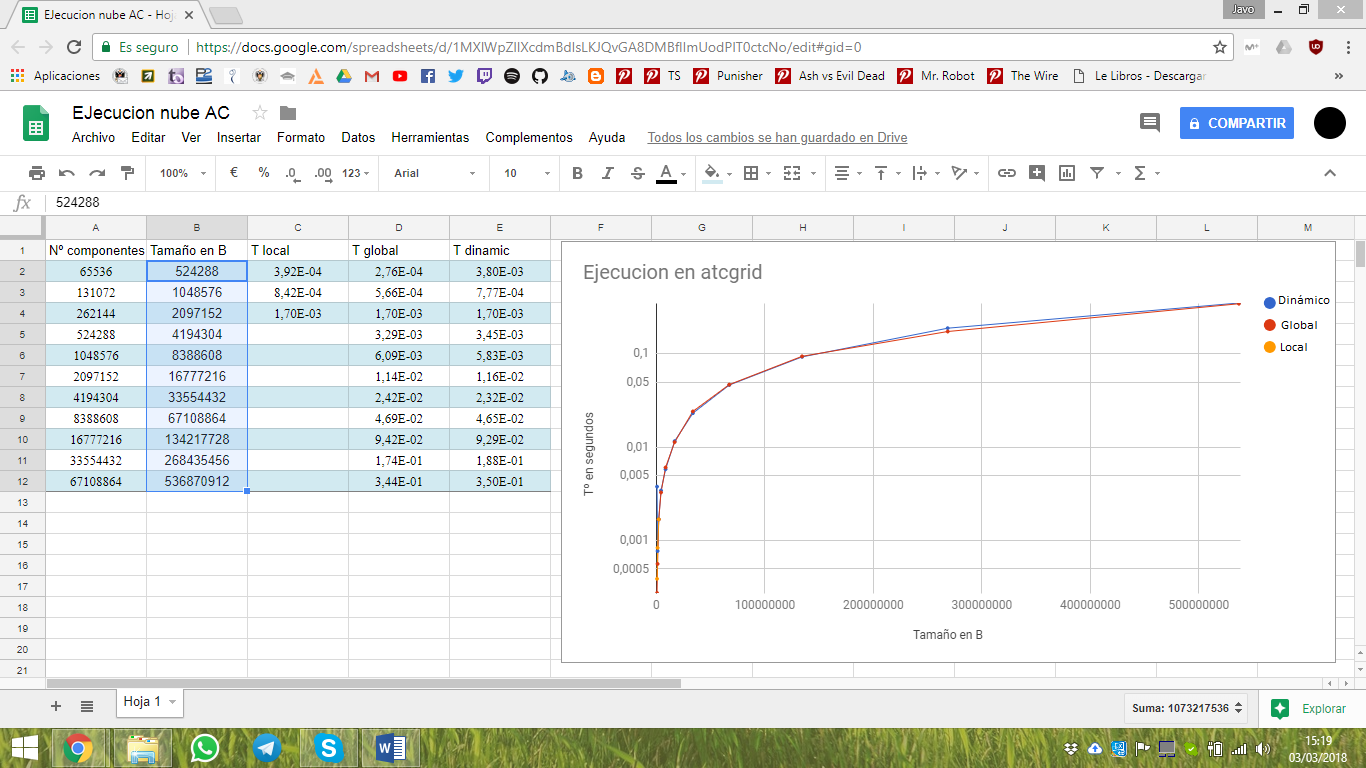 EJecucion nube AC - Hoj
Javo
Es seguro
https://docs.google.com/spreadsheets/d/
/edit#gid=0
Aplicaciones
TS
Punisher
Ash vs Evil Dead
Mr. Robot
The Wire
Le Libros - Descargar
»
EJecucion nube AC
COMPARTIR
Archivo Editar Ver Insertar Formato Datos Herramientas Complementos Ayuda Todos los cambios se han guardado en Drive
100% € % .0 .00 123 Arial 10 B I S A Σ
fx 524288
A B C D E F G H I J K L M
1 Nº componentes Tamaño en B T local T global T dinamic
2 65536 524288 3,92E-04 2,76E-04 3,80E-03
3 131072 1048576 8,42E-04 5,66E-04 7,77E-04
4 262144 2097152 1,70E-03 1,70E-03 1,70E-03
5 524288 4194304 3,29E-03 3,45E-03
6 1048576 8388608 6,09E-03 5,83E-03
7 2097152 16777216 1,14E-02 1,16E-02
8 4194304 33554432 2,42E-02 2,32E-02
9 8388608 67108864 4,69E-02 4,65E-02
10 16777216 134217728 9,42E-02 9,29E-02
11 33554432 268435456 1,74E-01 1,88E-01
12 67108864 536870912 3,44E-01 3,50E-01
13
14
15
16
17
18
19
20
21
Ejecucion en atcgrid
Dinámico
Global
Local
Tº en segundos
0,1
0,05
0,01
0,005
0,001
0,0005
0 100000000 200000000 300000000 400000000 500000000
Tamaño en B
Hoja 1
Suma: 1073217536
Explorar
15:19
03/03/2018